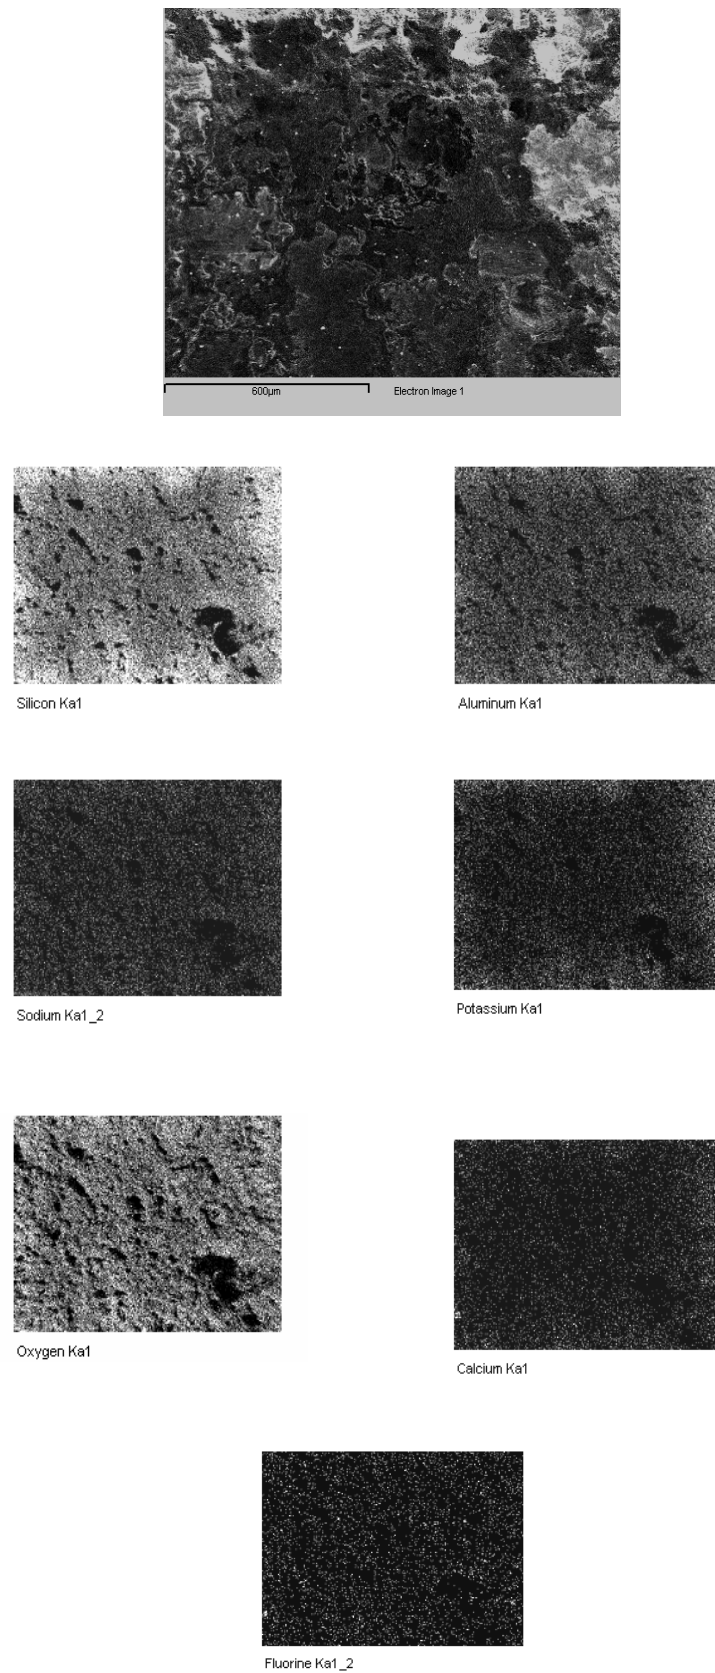 600µm Electron Image 1
Silicon Ka1 Aluminum Ka1
Sodium Ka1_2 Potassium Ka1
Oxygen Ka1 Calcium Ka1
Fluorine Ka1_2